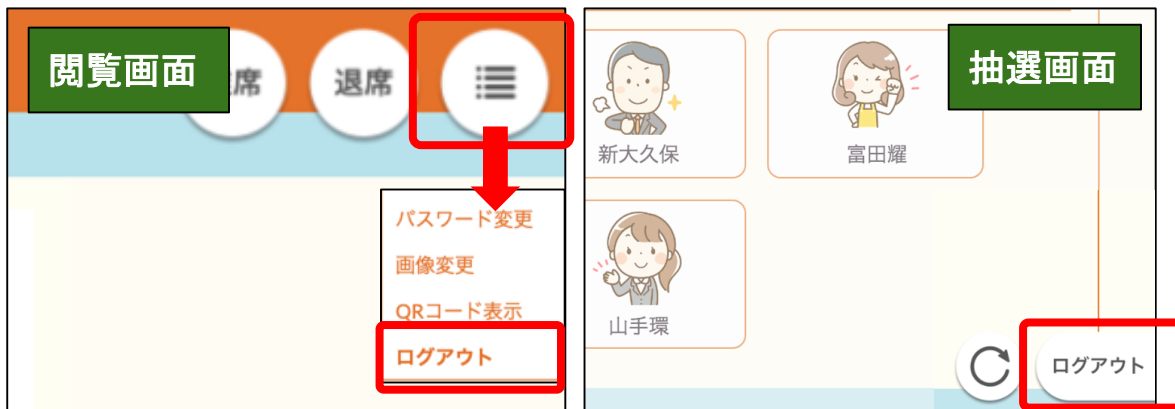 閲覧画面
席
退席
パスワード変更
画像変更
QRコード表示
ログアウト
抽選画面
新大久保
富田耀
山手環
ログアウト